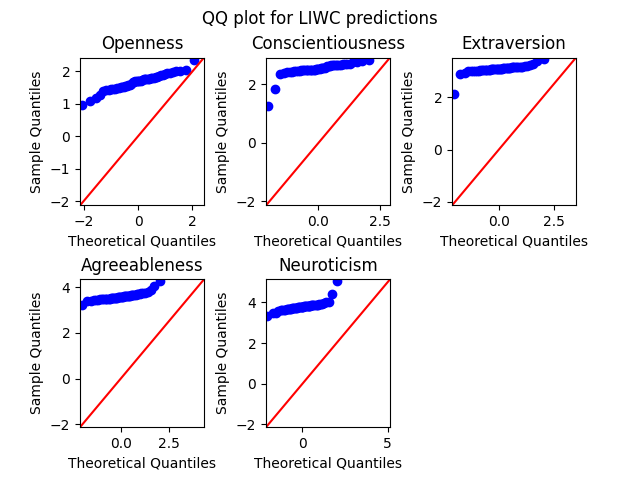 QQ plot for LIWC predictions
Openness
Conscientiousness
Extraversion
2
1
0
−1
−2
Sample Quantiles
−2
0
2
Theoretical Quantiles
2
0
−2
Sample Quantiles
0.0
2.5
Theoretical Quantiles
2
0
−2
Sample Quantiles
0.0
2.5
Theoretical Quantiles
Agreeableness
Neuroticism
4
2
0
−2
Sample Quantiles
0.0
2.5
Theoretical Quantiles
4
2
0
−2
Sample Quantiles
0
5
Theoretical Quantiles